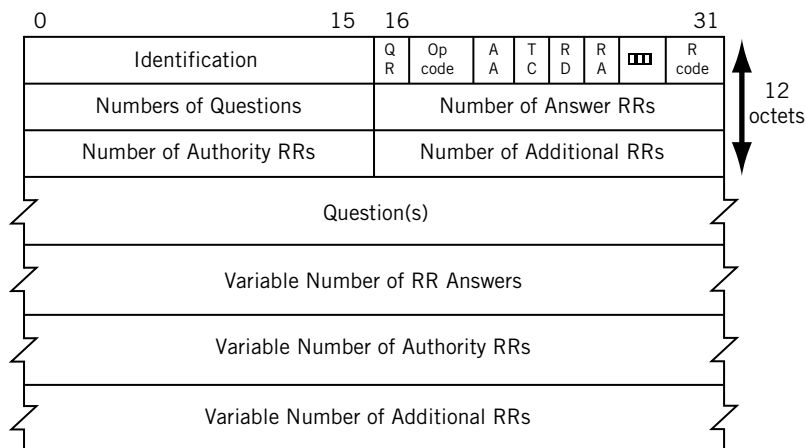 0 15 16 31
Identification
Q R
Op code
A A
T C
R D
R A
R code
12 octets
Numbers of Questions
Number of Answer RRs
Number of Authority RRs
Number of Additional RRs
Question(s)
Variable Number of RR Answers
Variable Number of Authority RRs
Variable Number of Additional RRs